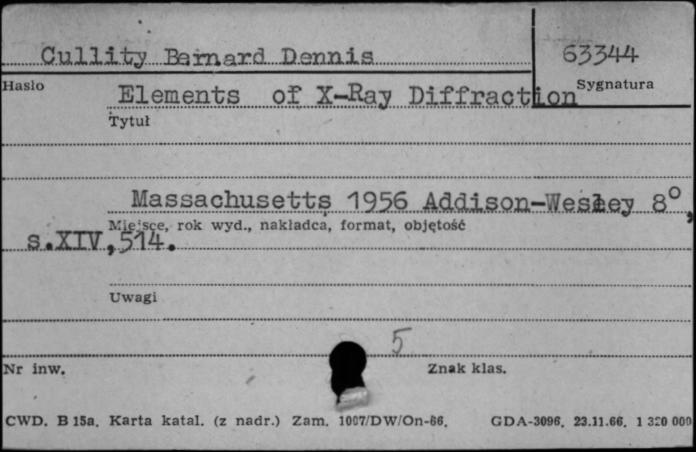 Cullity Bernard Dennis 63344
Hasło Sygnatura
Elements of X-Ray Diffraction
Tytuł
Massachusetts 1956 Addison-Wesley 8°,
Miejsce, rok wyd., nakładca, format, objętość
s.XIV,514.
Uwagi
5
Nr inw. Znak klas.
CWD. B 15a. Karta katal. (z nadr.) Zam. 1007/DW/On-66. GDA-3096. 23.11.66. 1 320 000